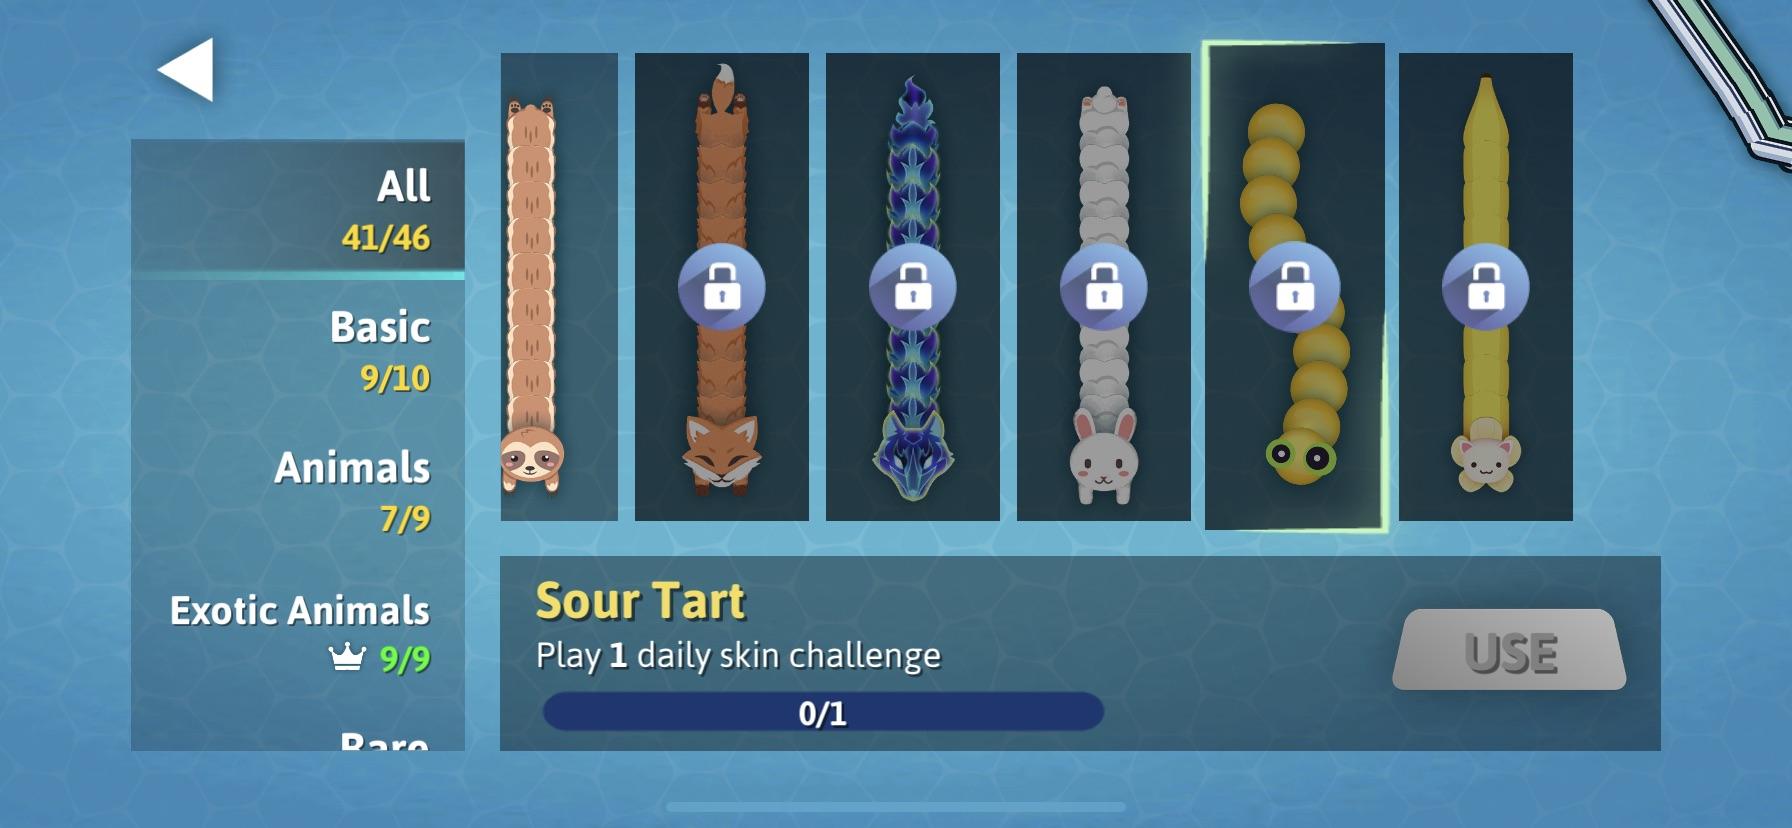 All
41/46
Basic
9/10
Animals
7/9
Exotic Animals
9/9
Rare
Sour Tart
Play 1 daily skin challenge
0/1
USE